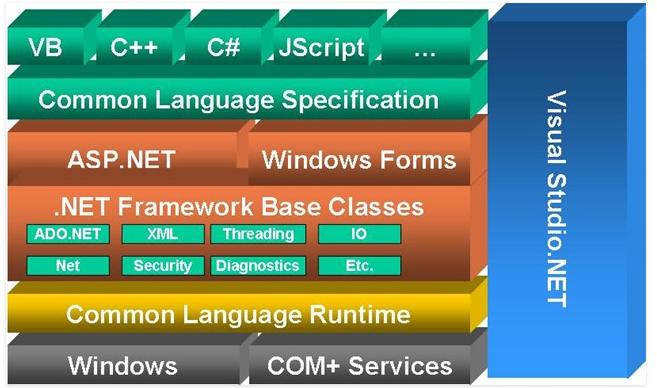 VB C++ C# JScript ...
Common Language Specification
ASP.NET Windows Forms
.NET Framework Base Classes
ADO.NET XML Threading IO
Net Security Diagnostics Etc.
Common Language Runtime
Windows COM+ Services
Visual Studio.NET